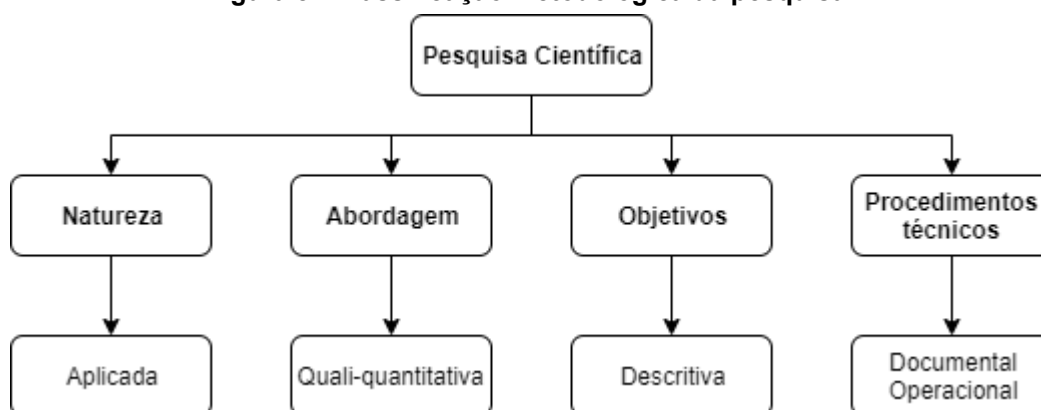 Pesquisa Científica
Natureza
Abordagem
Objetivos
Procedimentos
técnicos
Aplicada
Quali-quantitativa
Descritiva
Documental
Operacional